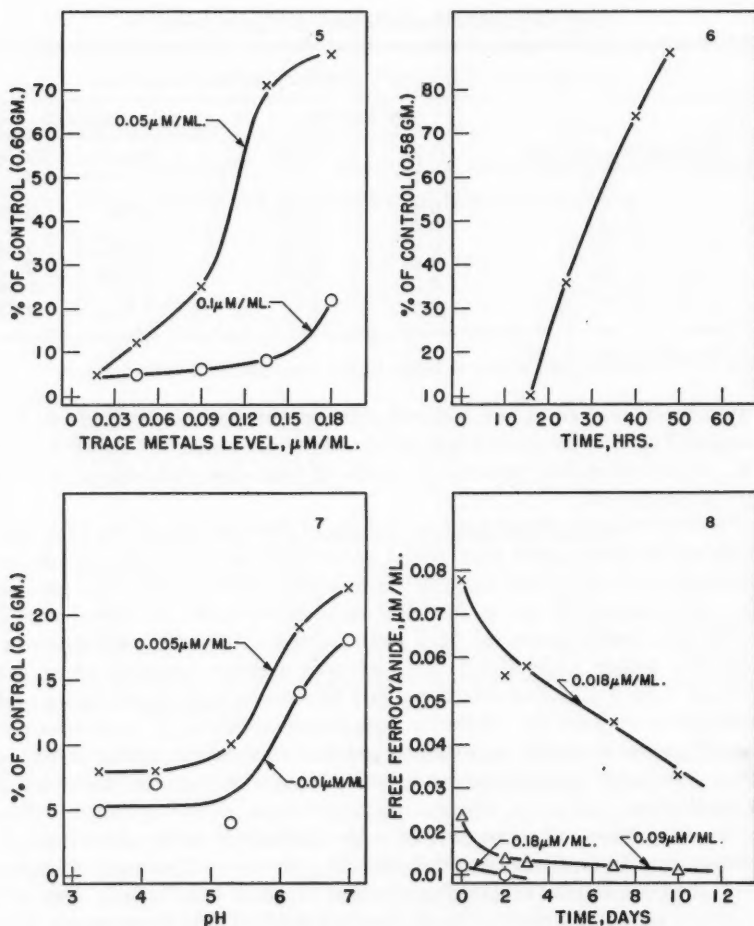 5
% OF CONTROL (0.60GM.)
70
60
50
40
30
20
10
0
0.05μM/ML.
0.1μM/ML.
0 0.03 0.06 0.09 0.12 0.15 0.18
TRACE METALS LEVEL, μM/ML.
6
% OF CONTROL (0.58GM.)
80
70
60
50
40
30
20
10
0 10 20 30 40 50 60
TIME, HRS.
7
% OF CONTROL (0.61GM.)
20
15
10
5
0
0.005μM/ML.
0.01μM/ML
3 4 5 6 7
pH
8
FREE FERROCYANIDE, μM/ML.
0.08
0.07
0.06
0.05
0.04
0.03
0.02
0.01
0.018μM/ML.
0.18μM/ML.
0.09μM/ML.
0 2 4 6 8 10 12
TIME, DAYS